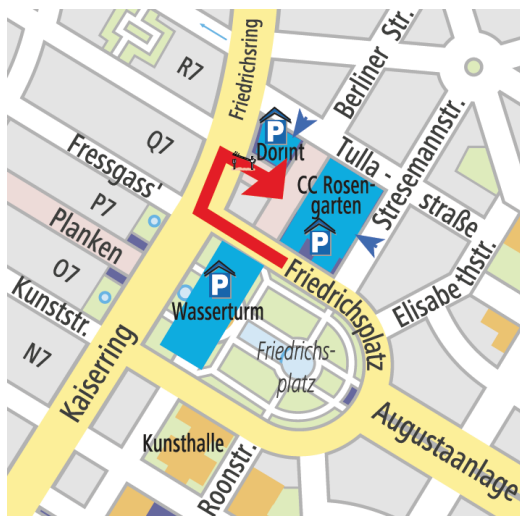 R7
Friedrichsring
Berliner Str.
P
Dorint
Q7
Tulla-
straße
Stresemannstr.
CC Rosen-
garten
P
Fressgass'
P7
Planken
O7
Kunststr.
N7
P
Wasserturm
Friedrichsplatz
Elisabethstr.
Friedrichs-
platz
Kaiserring
Kunsthalle
Roonstr.
Augustaanlage